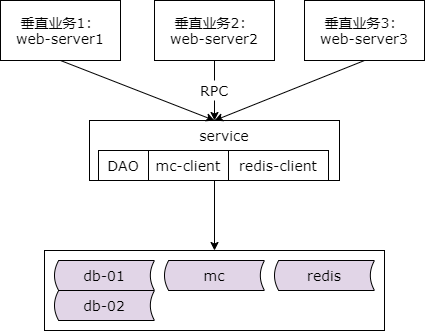 垂直业务1：
web-server1
垂直业务2：
web-server2
垂直业务3：
web-server3
RPC
service
DAO
mc-client
redis-client
db-01
mc
redis
db-02